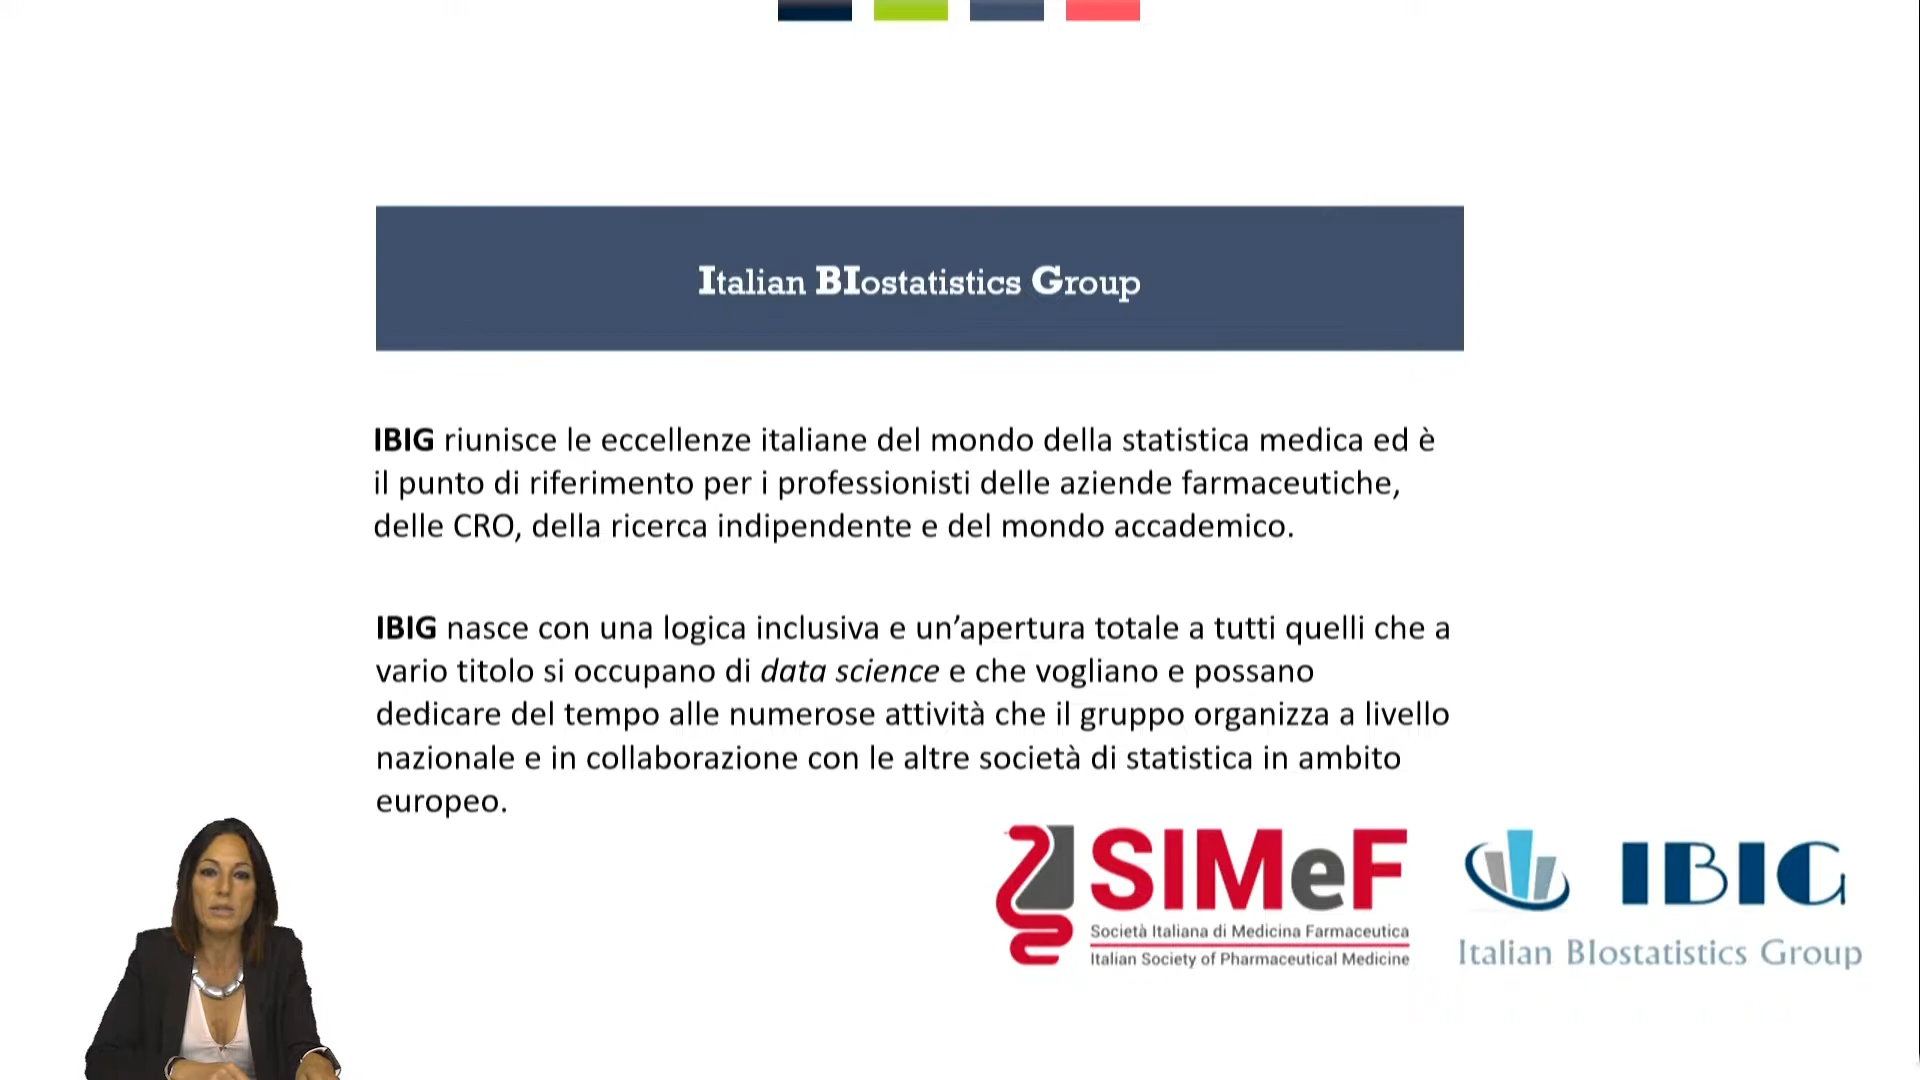 Italian BIostatistics Group
IBIG riunisce le eccellenze italiane del mondo della statistica medica ed è
il punto di riferimento per i professionisti delle aziende farmaceutiche,
delle CRO, della ricerca indipendente e del mondo accademico.
IBIG nasce con una logica inclusiva e un’apertura totale a tutti quelli che a
vario titolo si occupano di data science e che vogliano e possano
dedicare del tempo alle numerose attività che il gruppo organizza a livello
nazionale e in collaborazione con le altre società di statistica in ambito
europeo.
SIMeF
Società Italiana di Medicina Farmaceutica
Italian Society of Pharmaceutical Medicine
IBIG
Italian BIostatistics Group